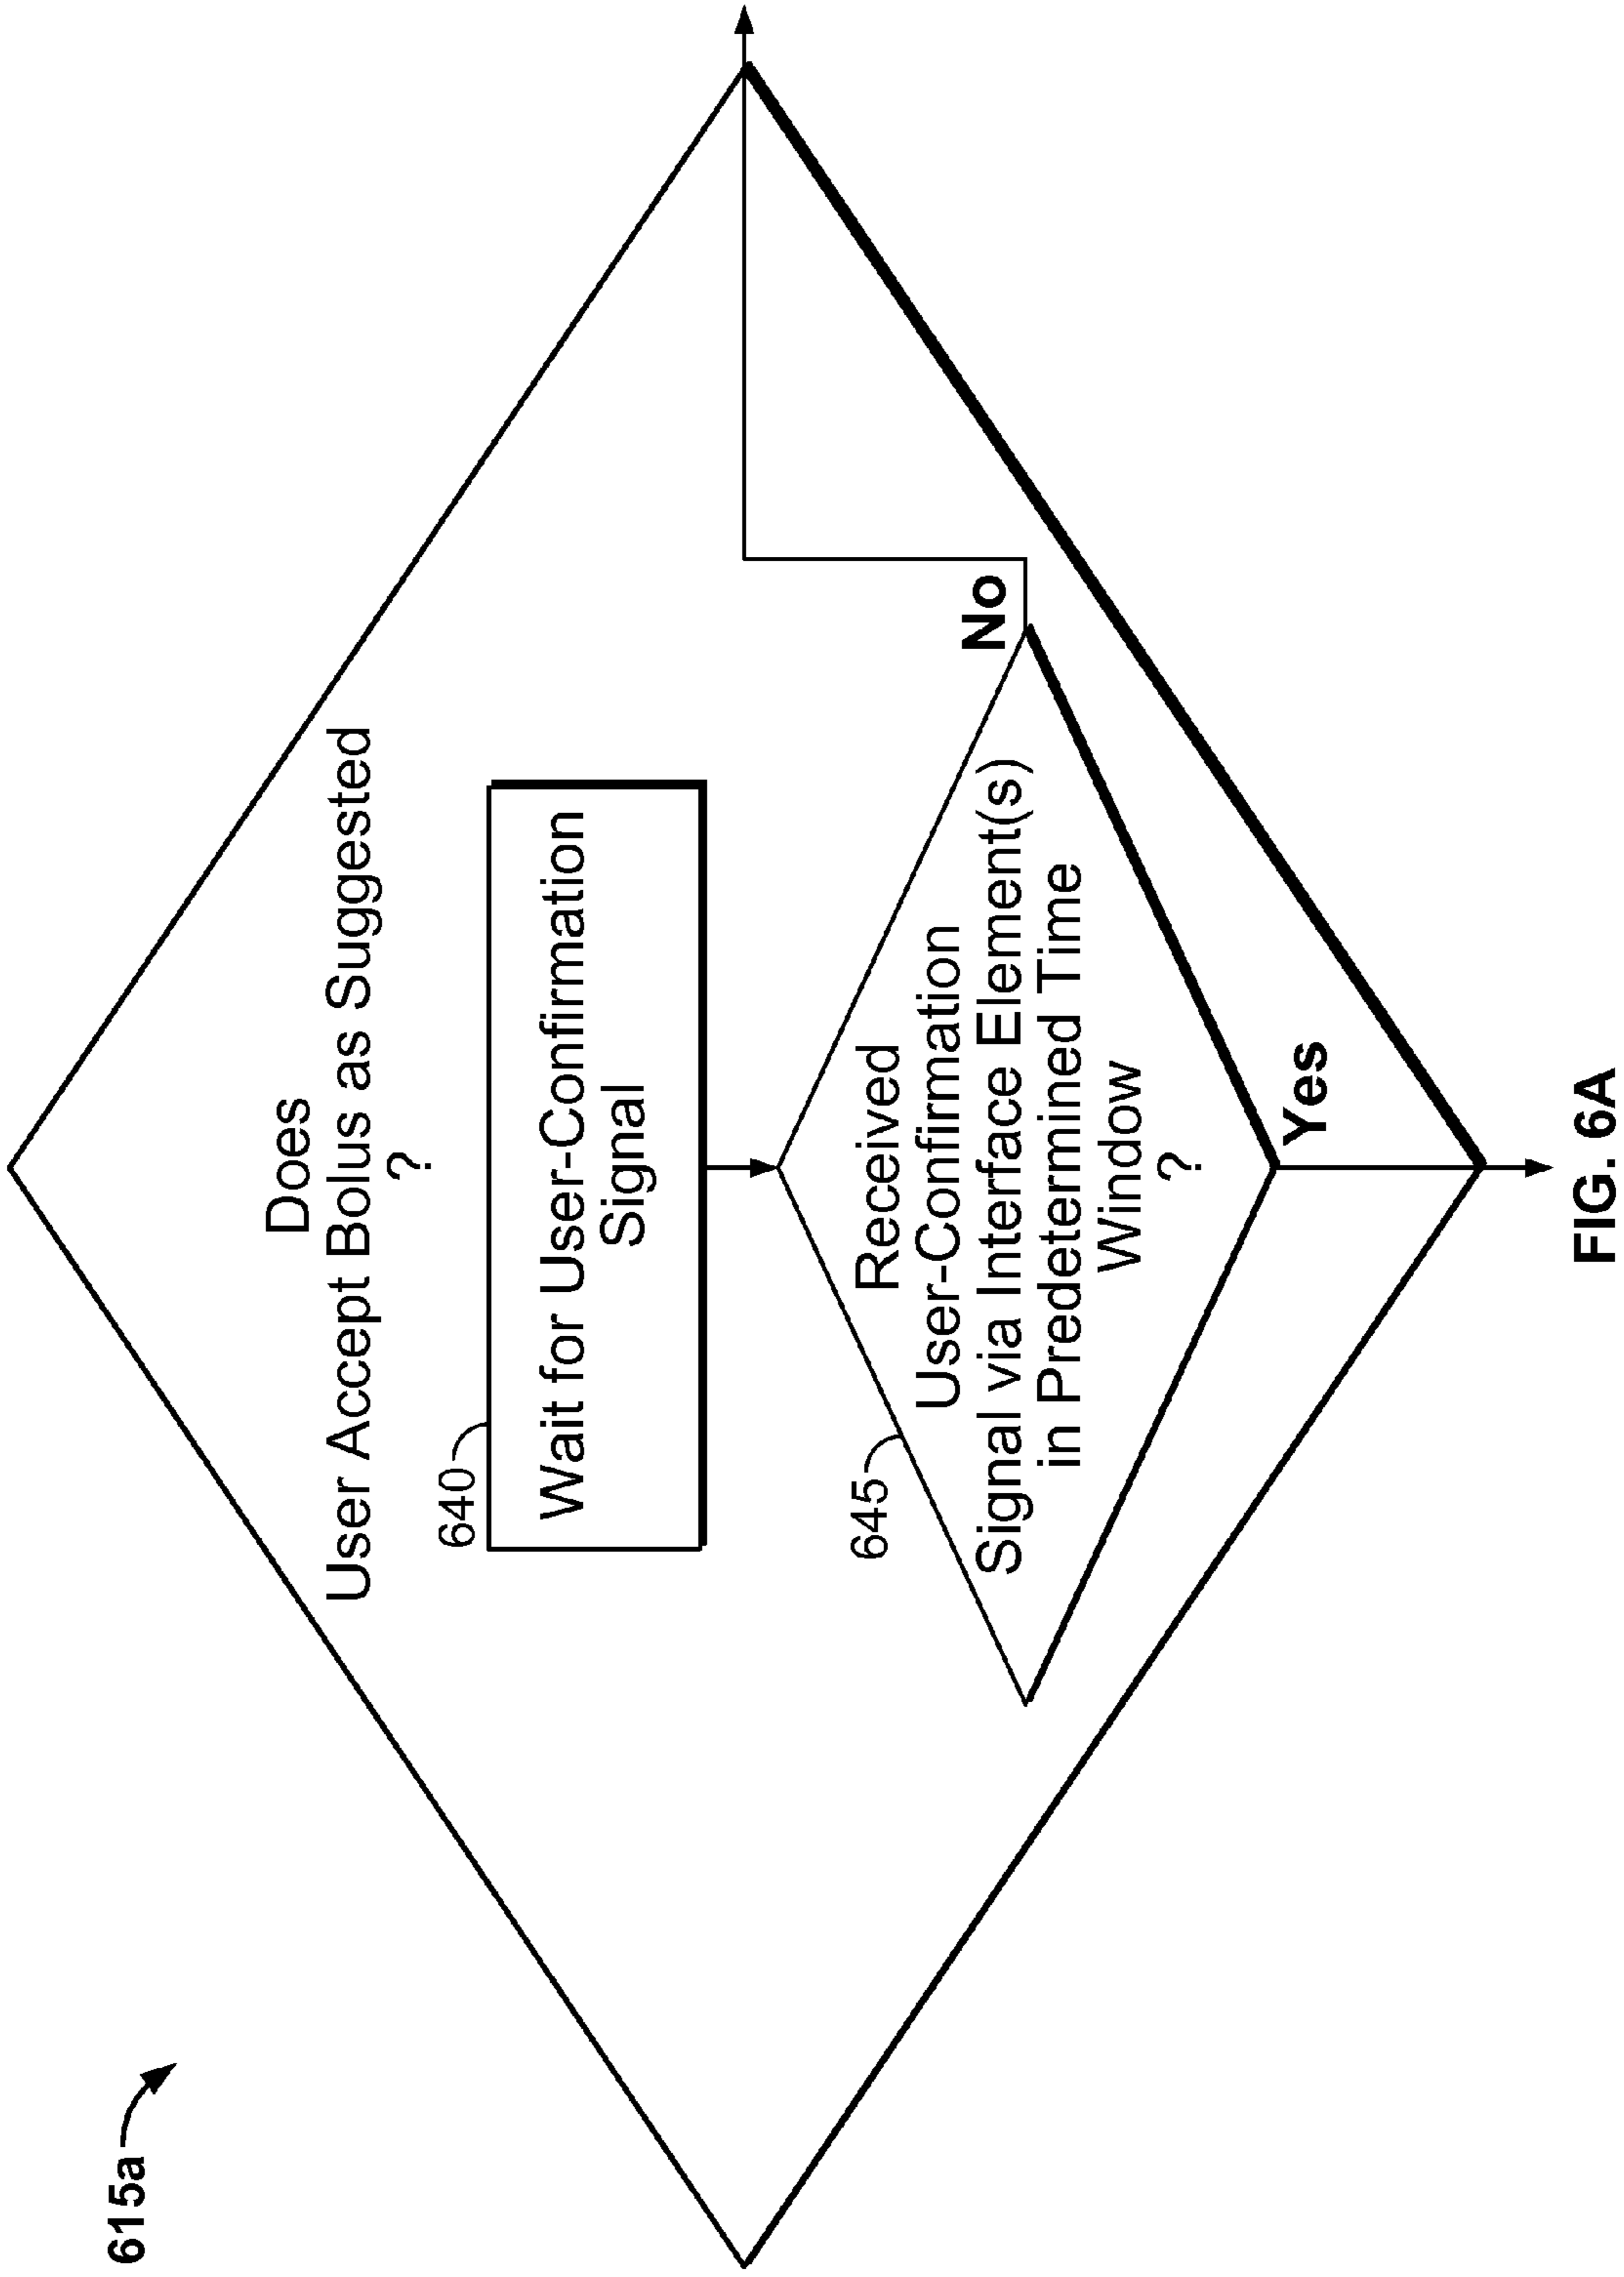 615a
Does
User Accept Bolus as Suggested
?
640
Wait for User-Confirmation
Signal
645
Received
User-Confirmation
Signal via Interface Element(s)
in Predetermined Time
Window
?
No
Yes
FIG. 6A